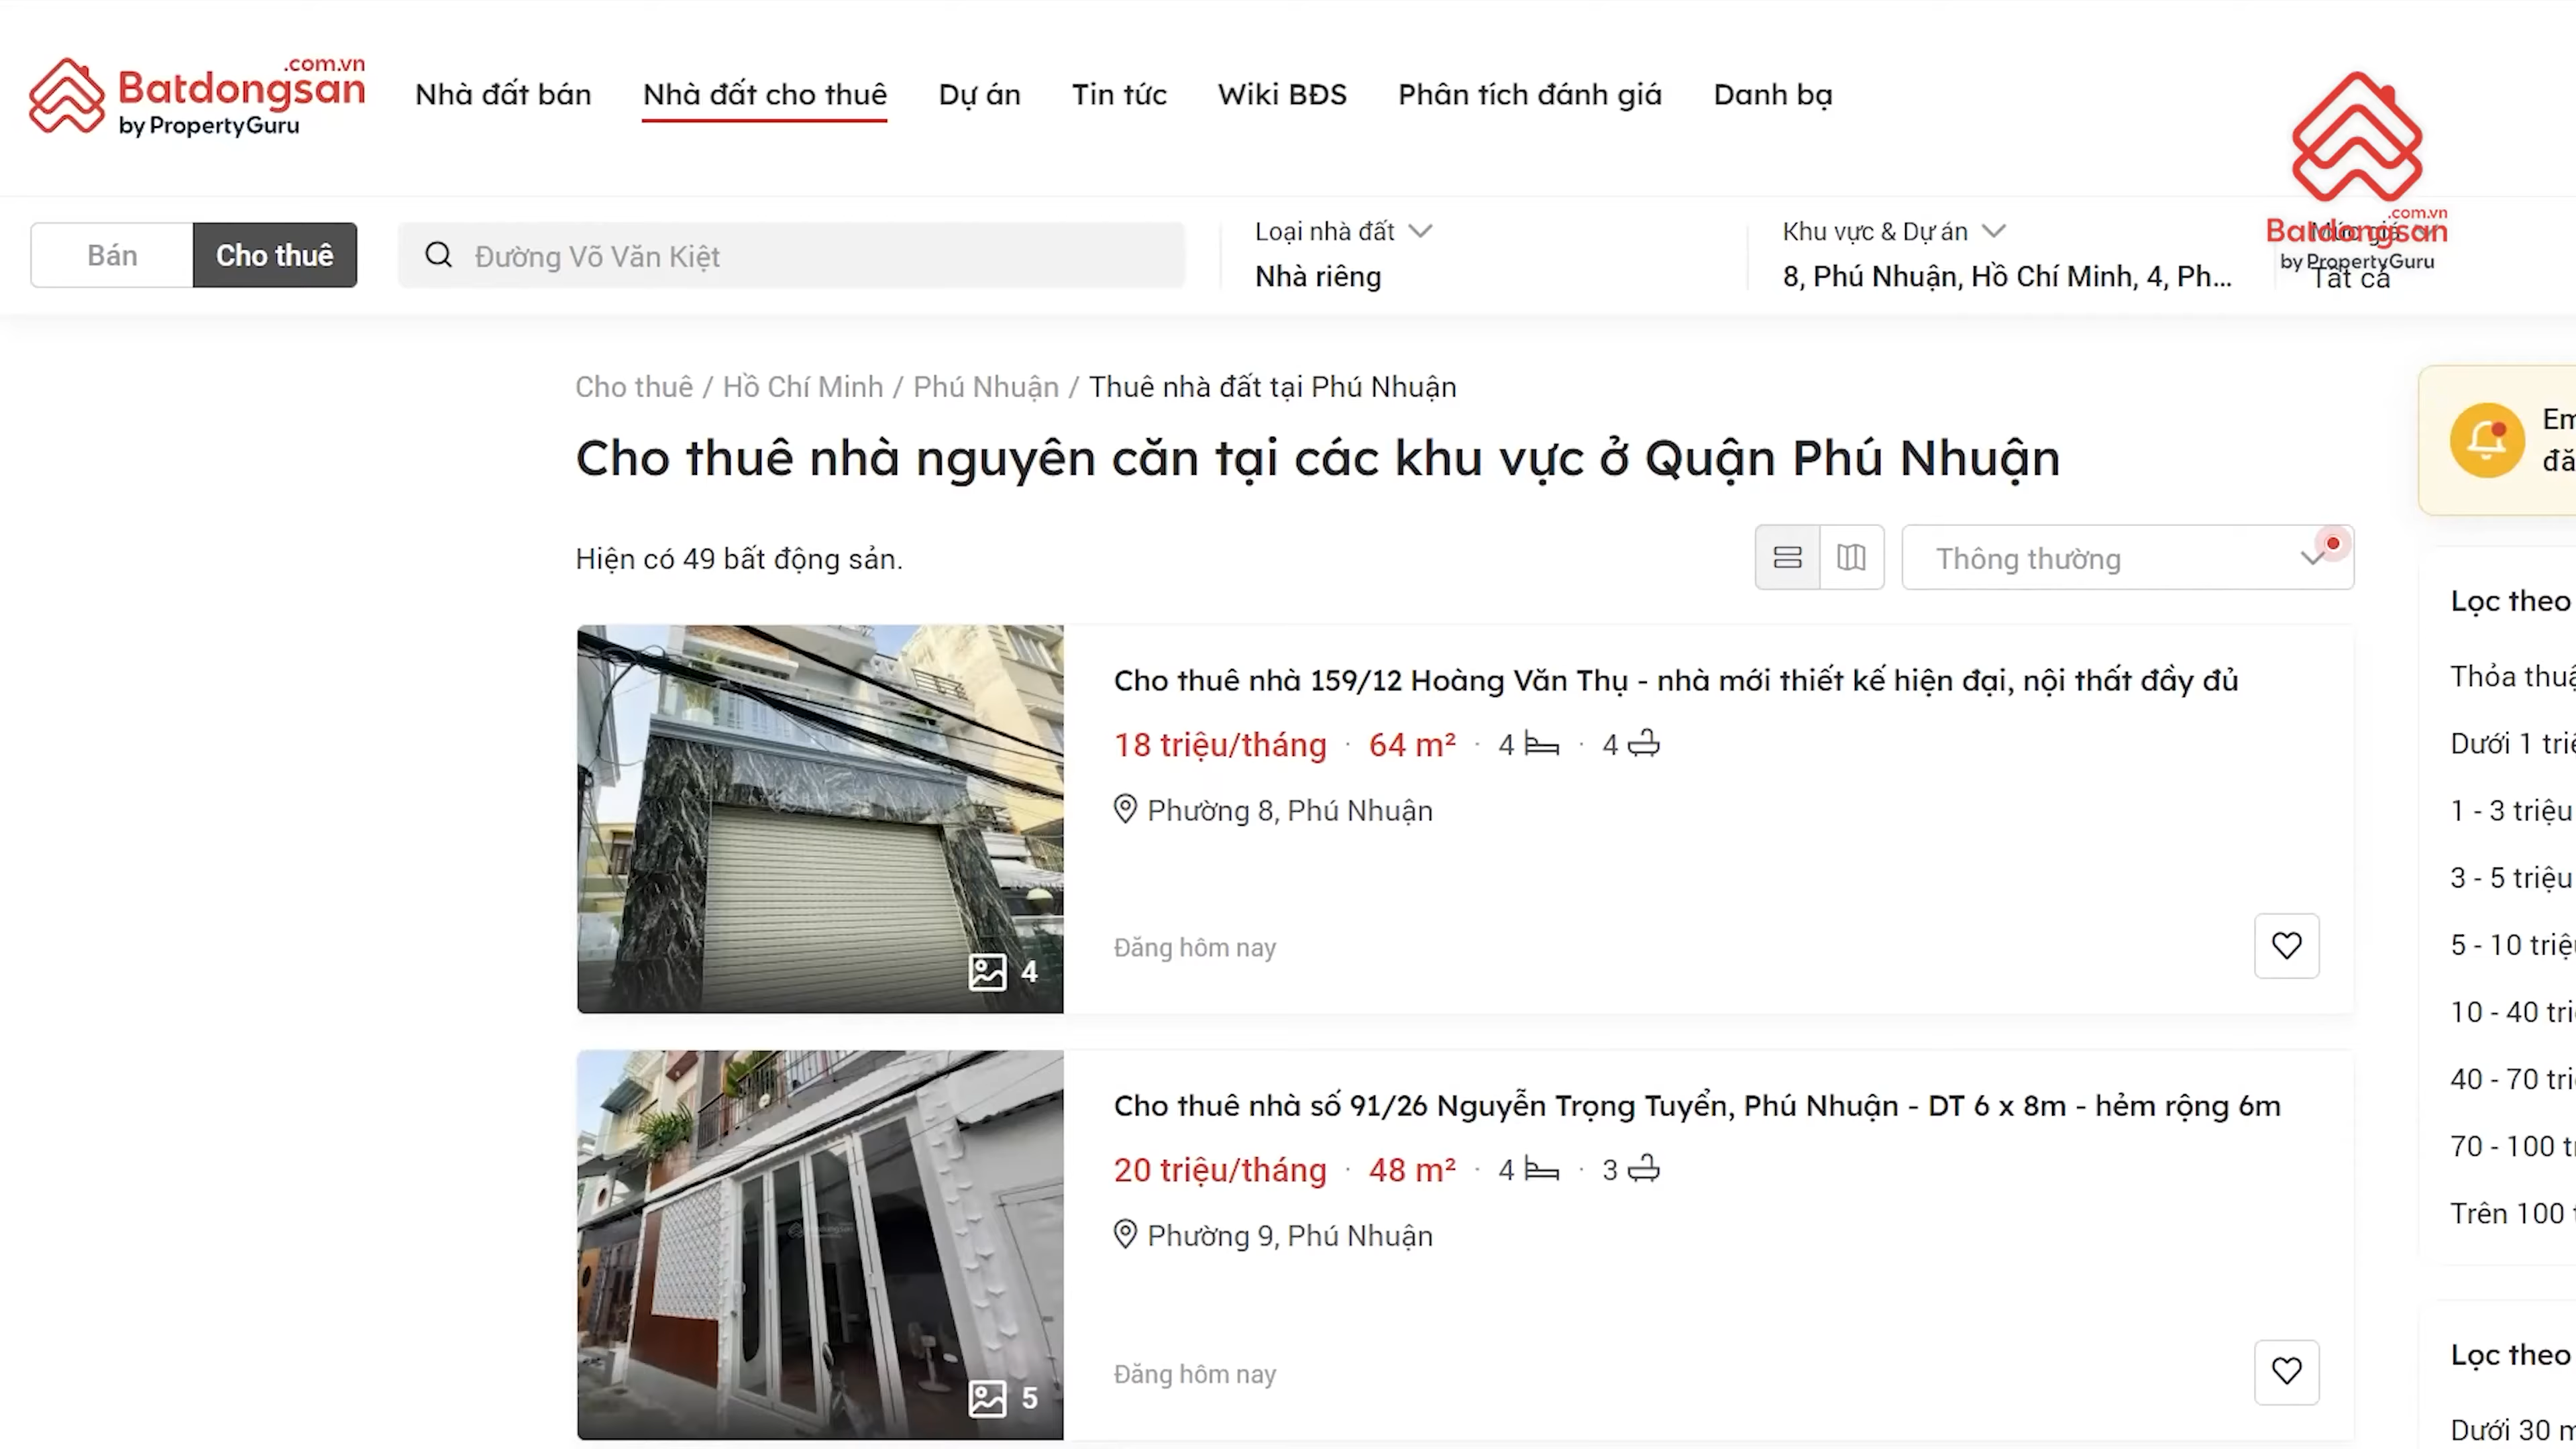 .com.vn
Batdongsan
by PropertyGuru
Nhà đất bán
Nhà đất cho thuê
Dự án
Tin tức
Wiki BĐS
Phân tích đánh giá
Danh bạ
.com.vn
Batdongsan
by PropertyGuru
Bán
Cho thuê
Đường Võ Văn Kiệt
Loại nhà đất
Nhà riêng
Khu vực & Dự án
8, Phú Nhuận, Hồ Chí Minh, 4, Ph...
Mức giá
Tất cả
Cho thuê / Hồ Chí Minh / Phú Nhuận / Thuê nhà đất tại Phú Nhuận
Cho thuê nhà nguyên căn tại các khu vực ở Quận Phú Nhuận
Hiện có 49 bất động sản.
Thông thường
Cho thuê nhà 159/12 Hoàng Văn Thụ - nhà mới thiết kế hiện đại, nội thất đầy đủ
18 triệu/tháng · 64 m² · 4 · 4
Phường 8, Phú Nhuận
Đăng hôm nay
4
Cho thuê nhà số 91/26 Nguyễn Trọng Tuyển, Phú Nhuận - DT 6 x 8m - hẻm rộng 6m
20 triệu/tháng · 48 m² · 4 · 3
Phường 9, Phú Nhuận
Đăng hôm nay
5
Lọc theo
Dưới 1
1 - 3 triệu
3 - 5 triệu
5 - 10
10 - 40
40 - 70
70 - 100
Trên 100
Lọc theo
Dưới 30